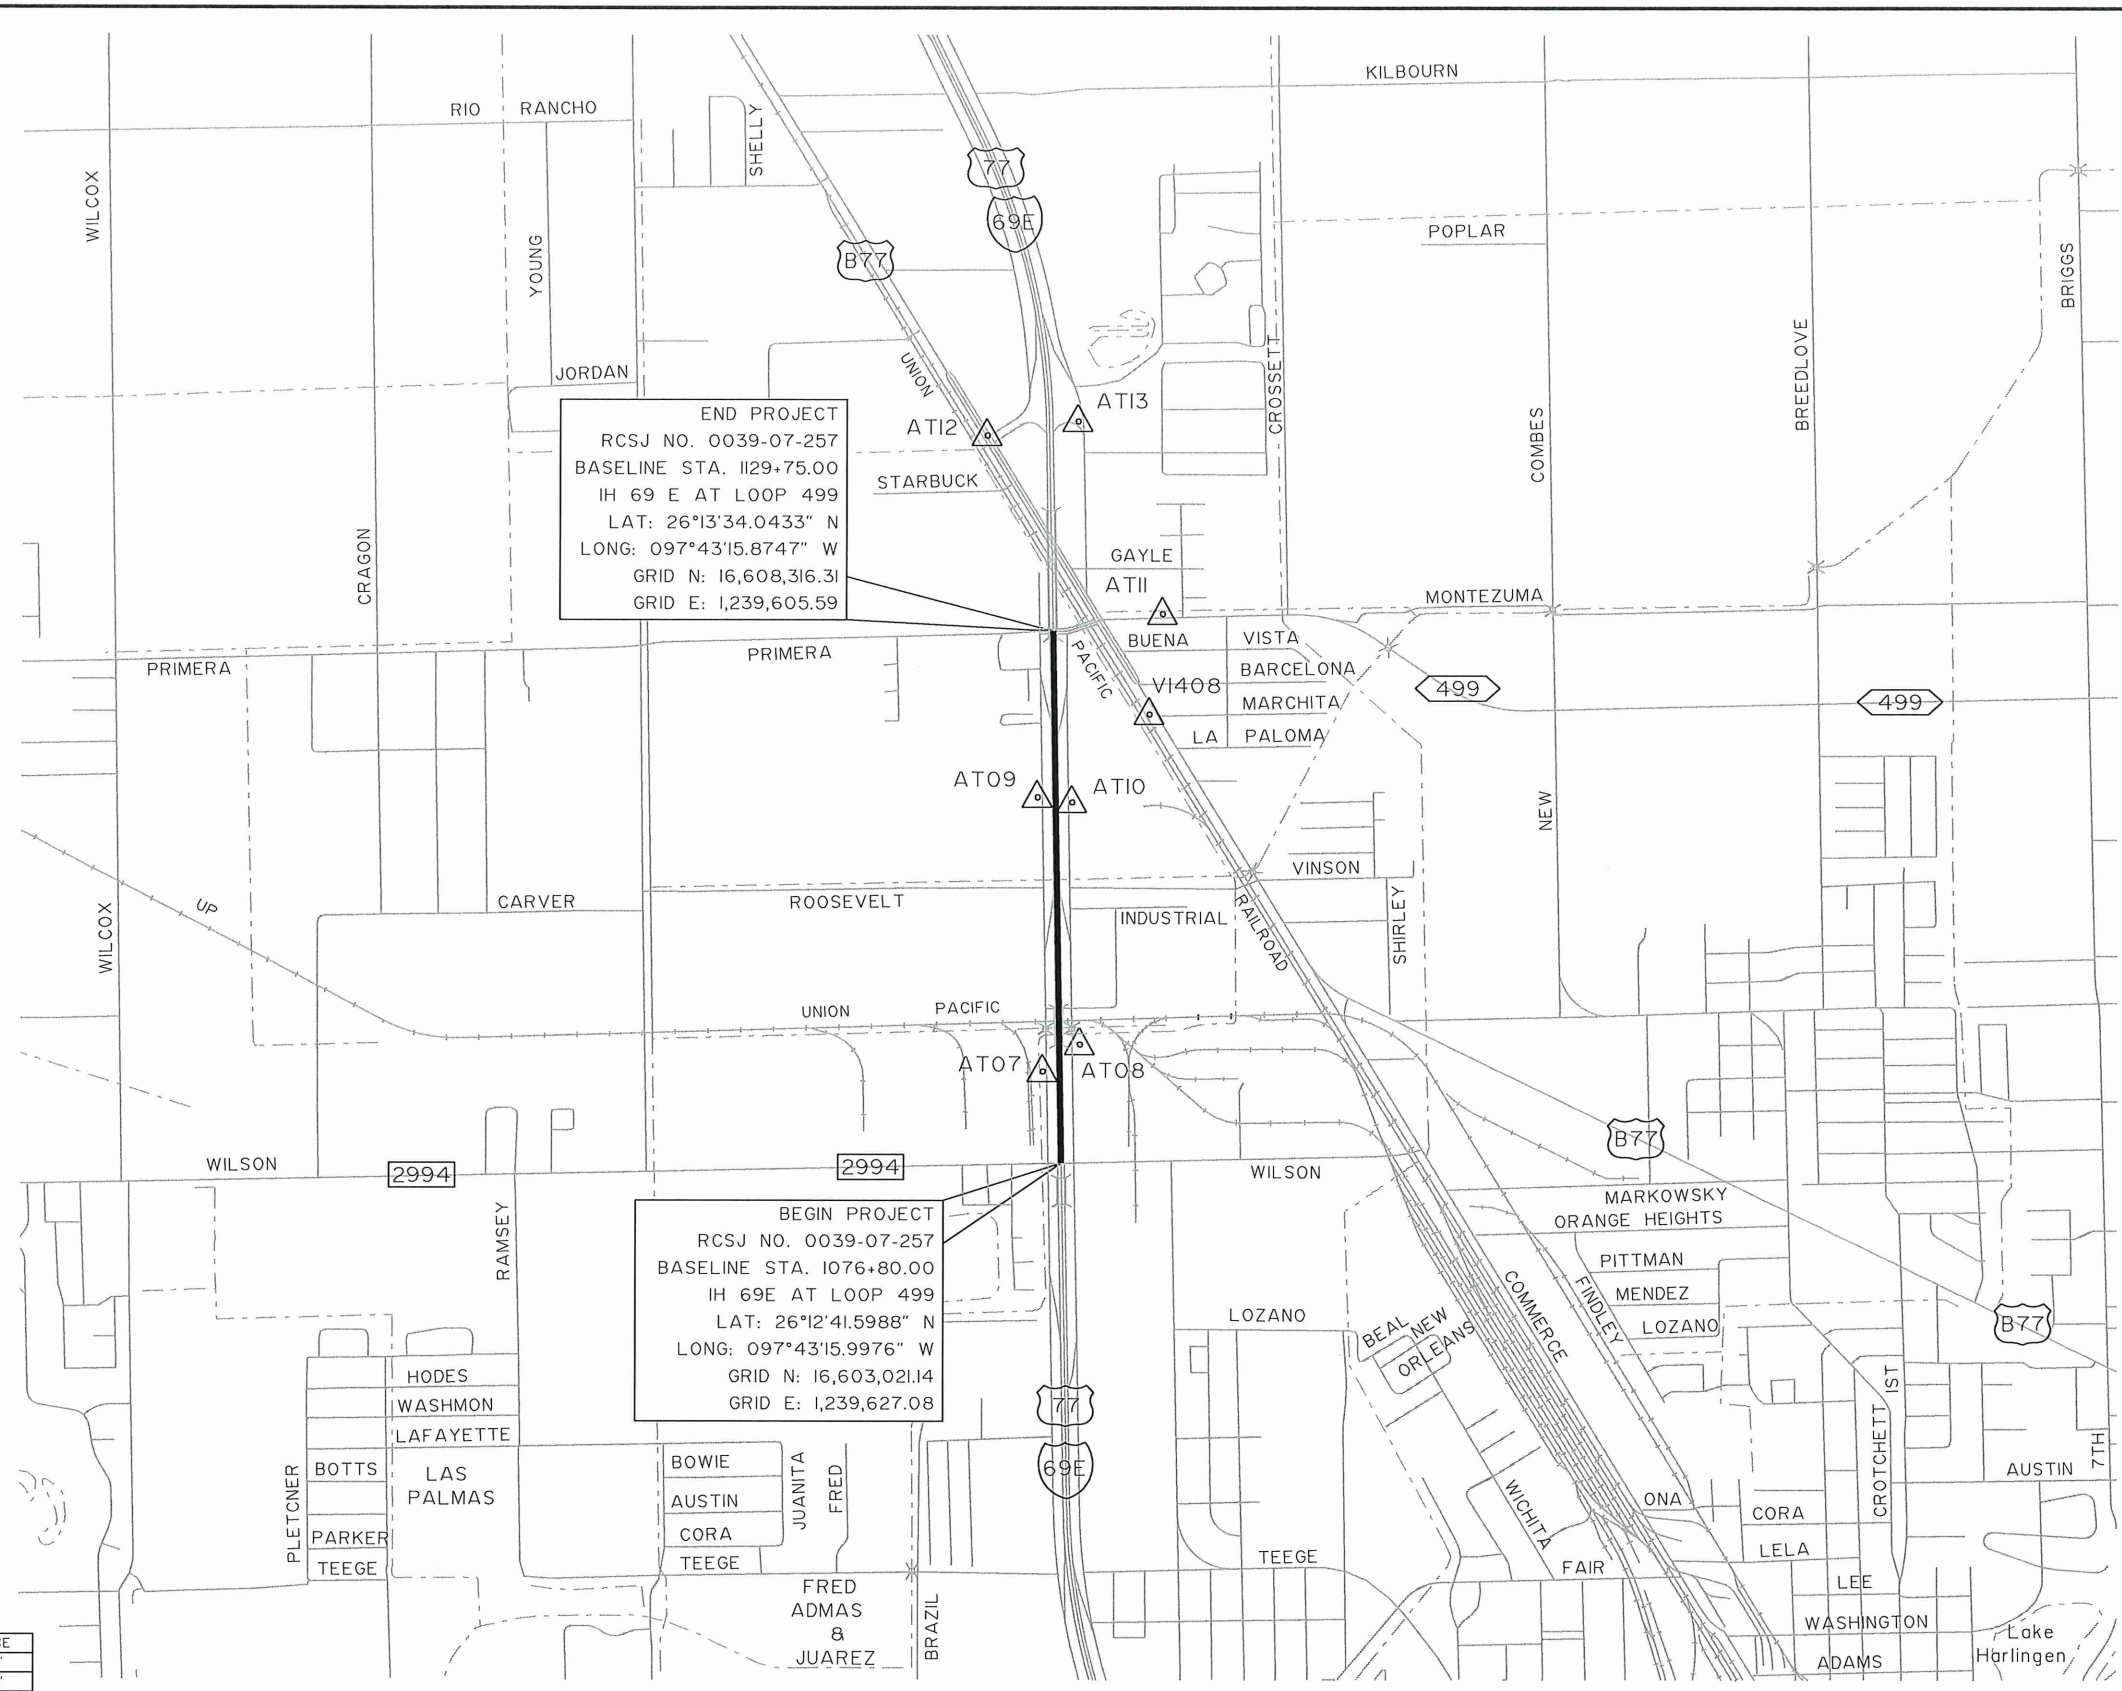 KILBOURN
RIO RANCHO
SHELLY
WILCOX
77
69E
B77
YOUNG
POPLAR
BRIGGS
UNION
JORDAN
CROSSETT
BREEDLOVE
COMBES
AT13
AT12
STARBUCK
END PROJECT
RCSJ NO. 0039-07-257
BASELINE STA. 1129+75.00
IH 69 E AT LOOP 499
LAT: 26°13'34.0433" N
LONG: 097°43'15.8747" W
GRID N: 16,608,316.31
GRID E: 1,239,605.59
CRAGON
GAYLE
AT11
MONTEZUMA
BUENA VISTA
PRIMERA
PRIMERA
PACIFIC
BARCELONA
V1408
499
499
MARCHITA
LA PALOMA
AT09
AT10
NEW
VINSON
CARVER
ROOSEVELT
UP
WILCOX
INDUSTRIAL
RAILROAD
SHIRLEY
UNION PACIFIC
AT07
AT08
B77
WILSON
2994
2994
WILSON
MARKOWSKY
ORANGE HEIGHTS
RAMSEY
BEGIN PROJECT
RCSJ NO. 0039-07-257
BASELINE STA. 1076+80.00
IH 69E AT LOOP 499
LAT: 26°12'41.5988" N
LONG: 097°43'15.9976" W
GRID N: 16,603,021.14
GRID E: 1,239,627.08
PITTMAN
MENDEZ
LOZANO
LOZANO
COMMERCE
FINDLEY
BEAL
NEW
ORLEANS
B77
HODES
WASHMON
LAFAYETTE
77
69E
1ST
CROTCHETT
7TH
BOTTS
LAS
PALMAS
PLETCNER
PARKER
TEEGE
BOWIE
AUSTIN
CORA
TEEGE
JUANITA
FRED
WICHITA
ONA
AUSTIN
CORA
LELA
TEEGE
FAIR
LEE
FRED
ADMAS
&
JUAREZ
BRAZIL
WASHINGTON
ADAMS
Lake
Harlingen